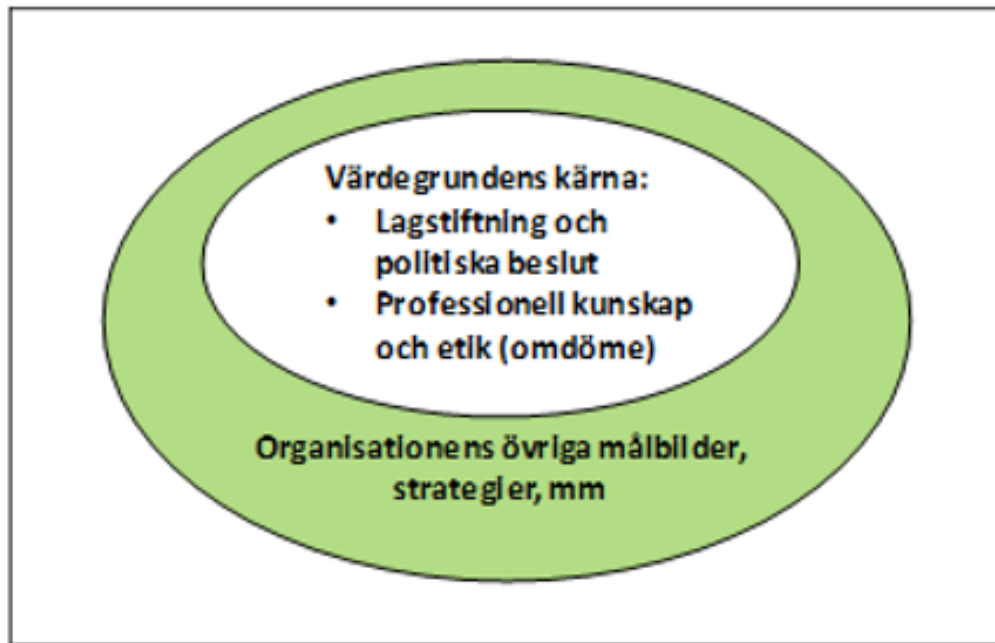 Värdegrundens kärna:
• Lagstiftning och
politiska beslut
• Professionell kunskap
och etik (omdöme)
Organisationens övriga målbilder,
strategier, mm